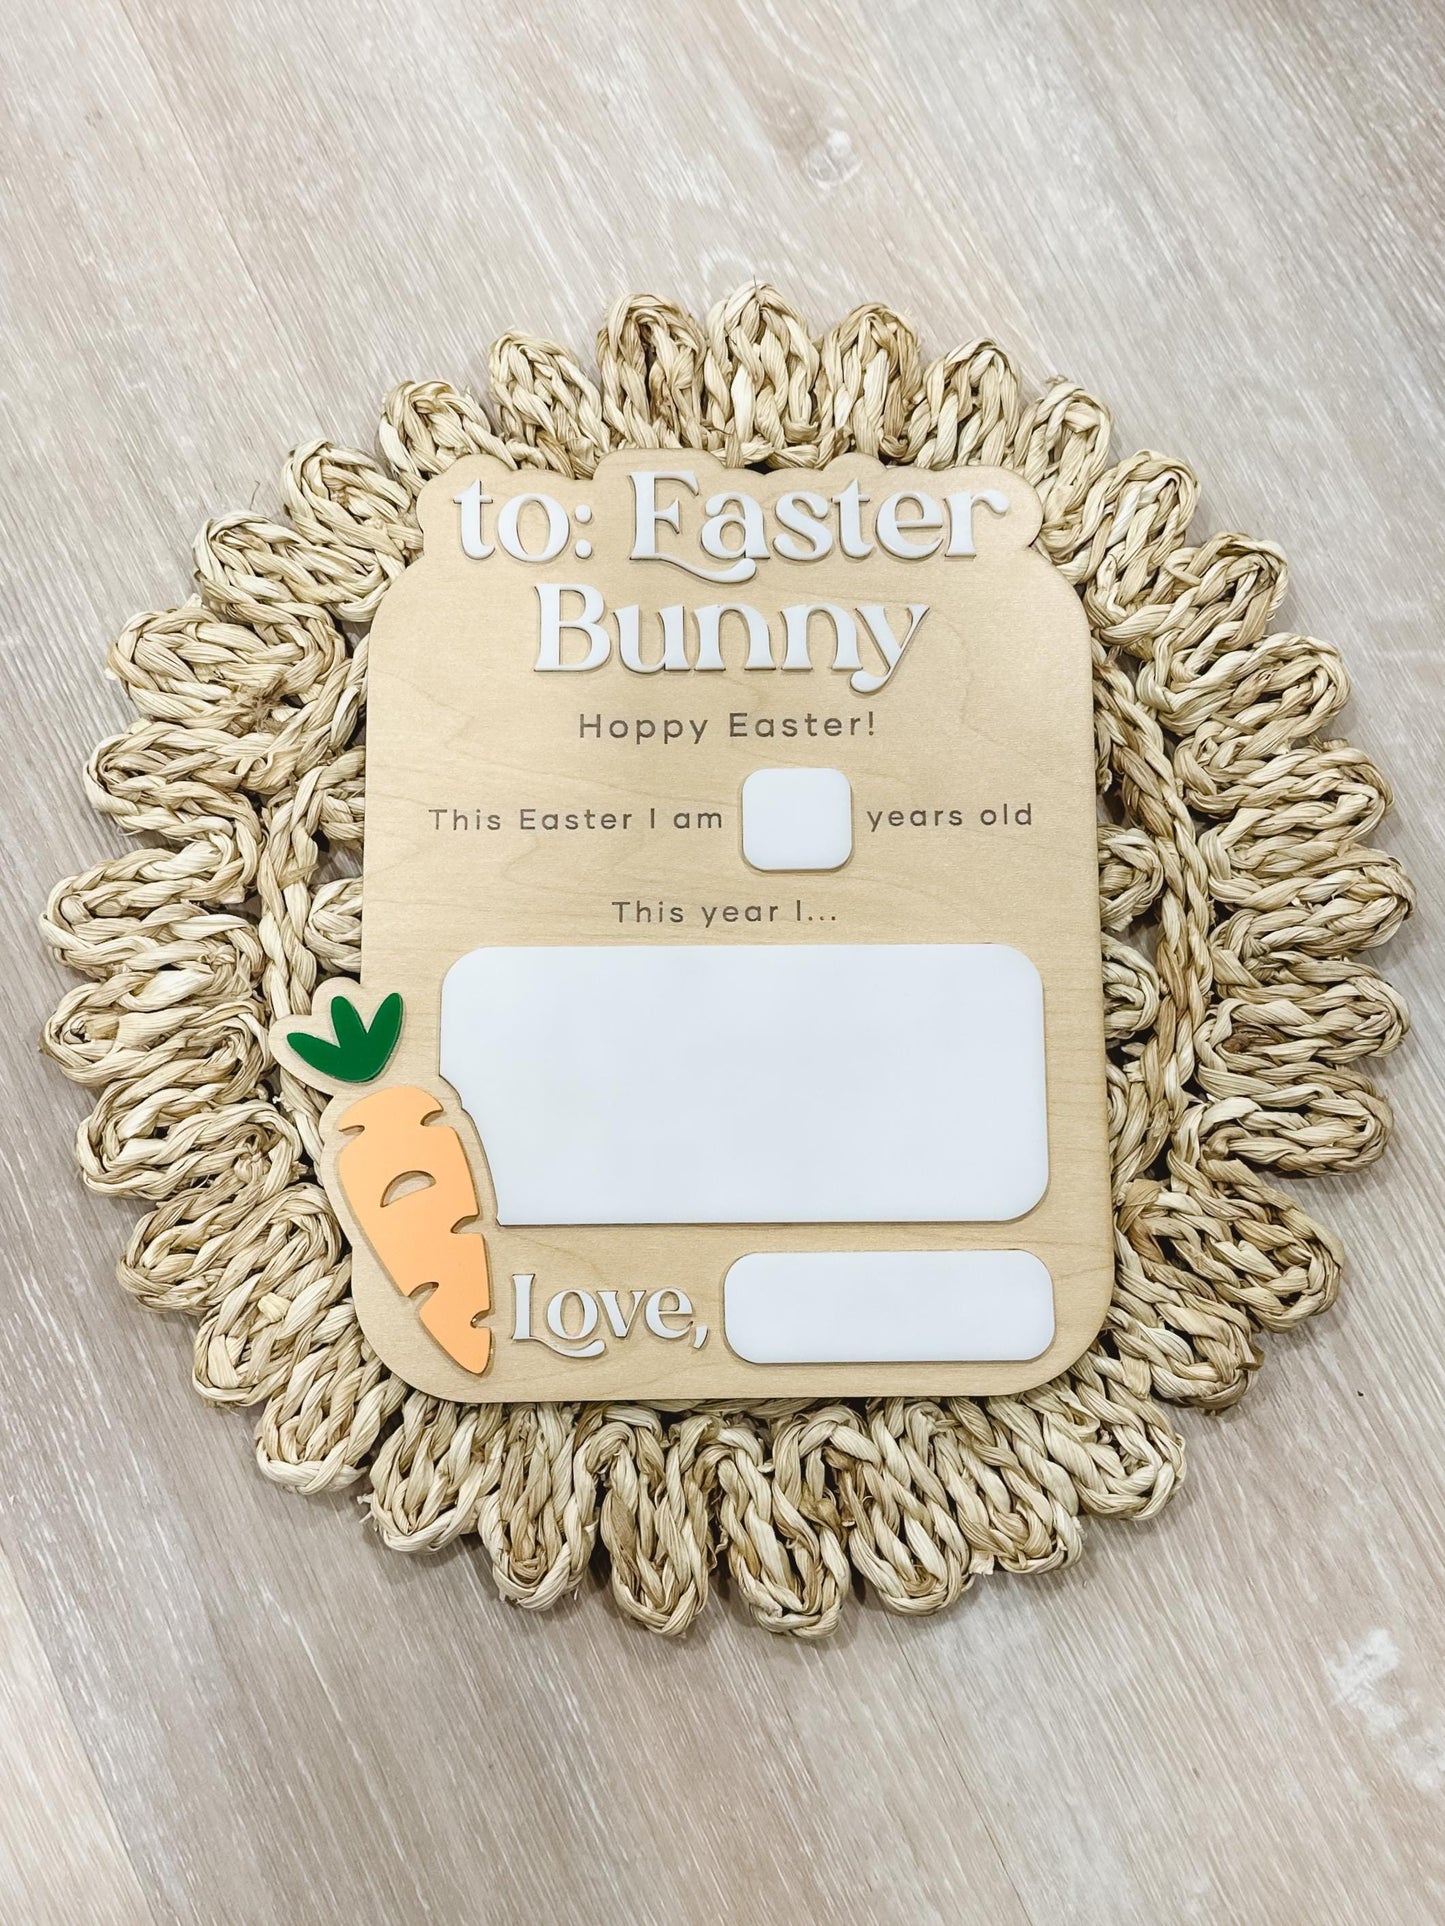 to: Easter
Bunny
Hoppy Easter!
This Easter I am years old
This year I...
Love,